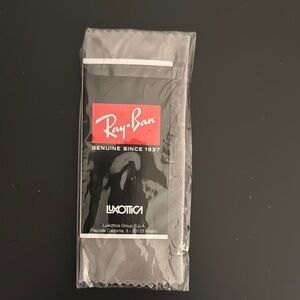 Ray-Ban
GENUINE SINCE 1937
LUXOTTICA
Luxottica Group S.p.A.
Piazzale Cadorna, 3 - 20123 Milano